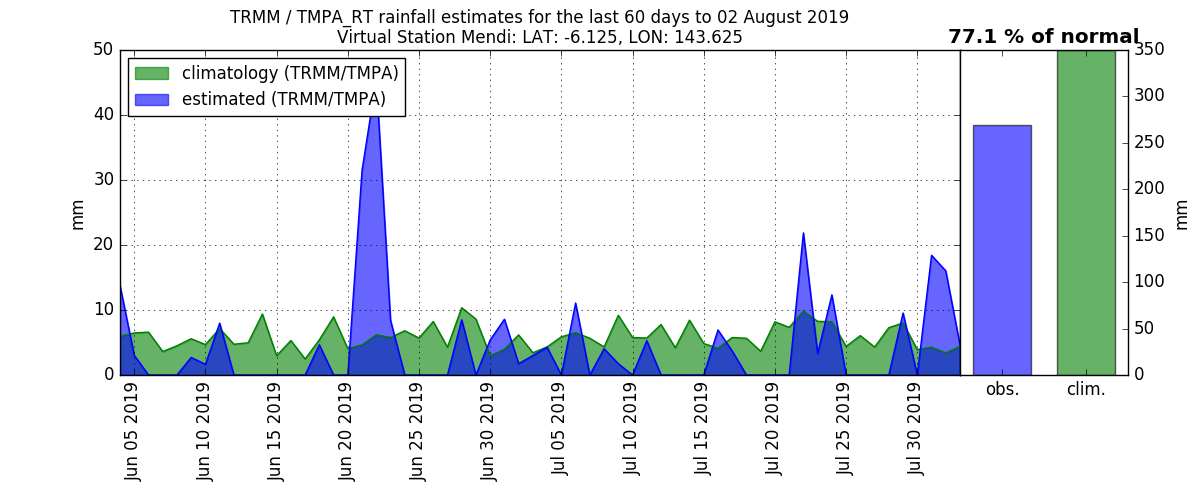 TRMM / TMPA_RT rainfall estimates for the last 60 days to 02 August 2019
Virtual Station Mendi: LAT: -6.125, LON: 143.625
77.1 % of normal
climatology (TRMM/TMPA)
estimated (TRMM/TMPA)
50
40
30
20
10
0
mm
Jun 05 2019
Jun 10 2019
Jun 15 2019
Jun 20 2019
Jun 25 2019
Jun 30 2019
Jul 05 2019
Jul 10 2019
Jul 15 2019
Jul 20 2019
Jul 25 2019
Jul 30 2019
obs.
clim.
350
300
250
200
150
100
50
0
mm